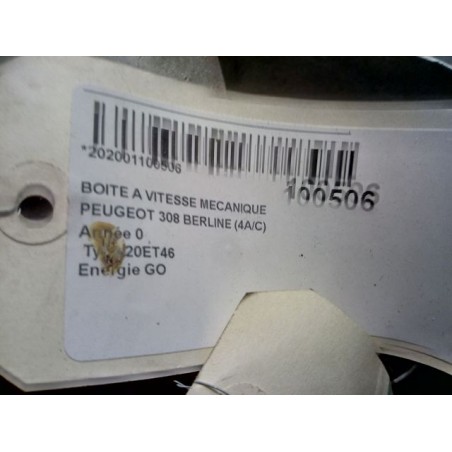 *202001100506
100506
BOITE A VITESSE MECANIQUE
PEUGEOT 308 BERLINE (4A/C)
Année 0
20ET46
Energie GO